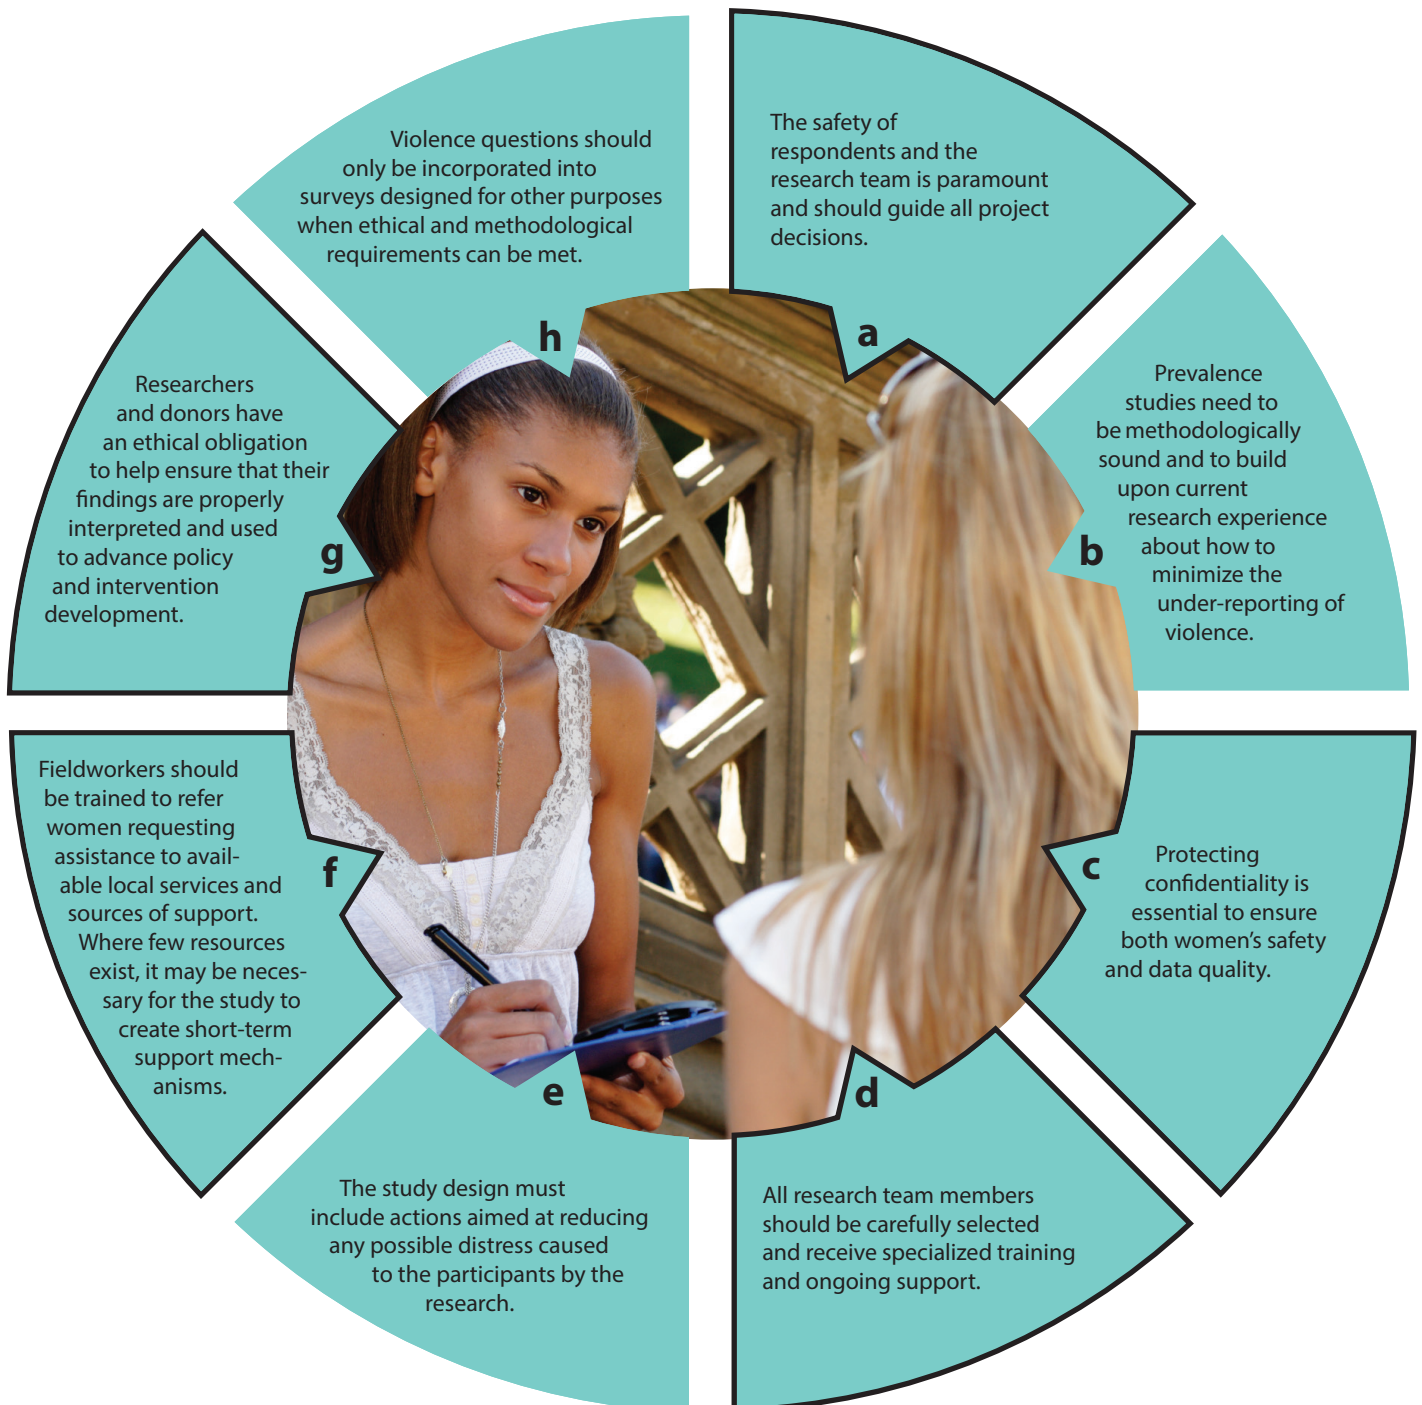 The safety of
respondents and the
research team is paramount
and should guide all project
decisions.
a
Prevalence
studies need to
be methodologically
sound and to build
upon current
research experience
about how to
minimize the
under-reporting of
violence.
b
Protecting
confidentiality is
essential to ensure
both women’s safety
and data quality.
c
All research team members
should be carefully selected
and receive specialized training
and ongoing support.
d
The study design must
include actions aimed at reducing
any possible distress caused
to the participants by the
research.
e
Fieldworkers should
be trained to refer
women requesting
assistance to avail-
able local services and
sources of support.
Where few resources
exist, it may be neces-
sary for the study to
create short-term
support mech-
anisms.
f
Researchers
and donors have
an ethical obligation
to help ensure that their
findings are properly
interpreted and used
to advance policy
and intervention
development.
g
Violence questions should
only be incorporated into
surveys designed for other purposes
when ethical and methodological
requirements can be met.
h